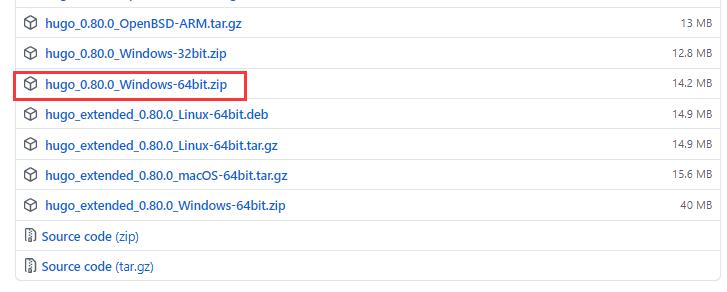 hugo_0.80.0_OpenBSD-ARM.tar.gz 13 MB
hugo_0.80.0_Windows-32bit.zip 12.8 MB
hugo_0.80.0_Windows-64bit.zip 14.2 MB
hugo_extended_0.80.0_Linux-64bit.deb 14.9 MB
hugo_extended_0.80.0_Linux-64bit.tar.gz 14.9 MB
hugo_extended_0.80.0_macOS-64bit.tar.gz 15.6 MB
hugo_extended_0.80.0_Windows-64bit.zip 40 MB
Source code (zip)
Source code (tar.gz)